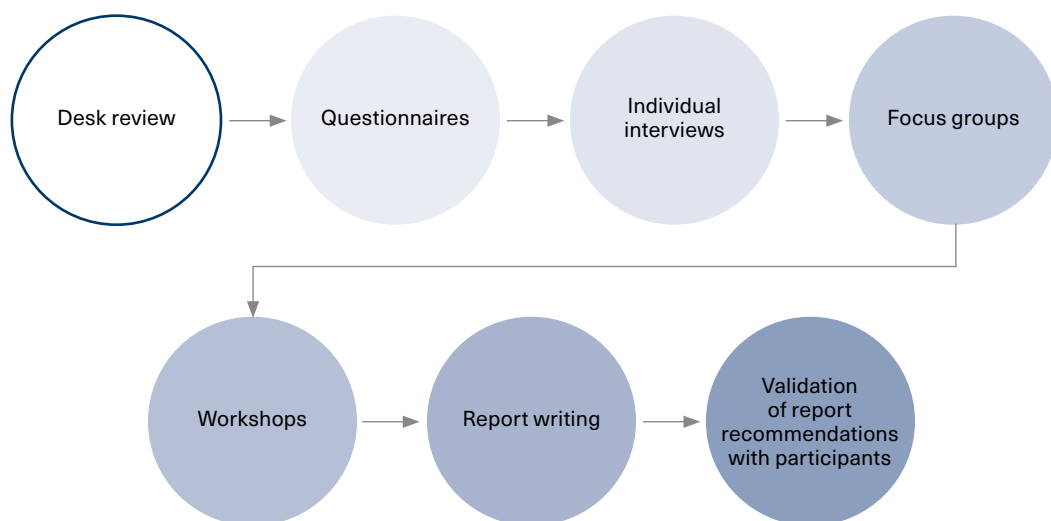 Desk review
Questionnaires
Individual
interviews
Focus groups
Workshops
Report writing
Validation
of report
recommendations
with participants